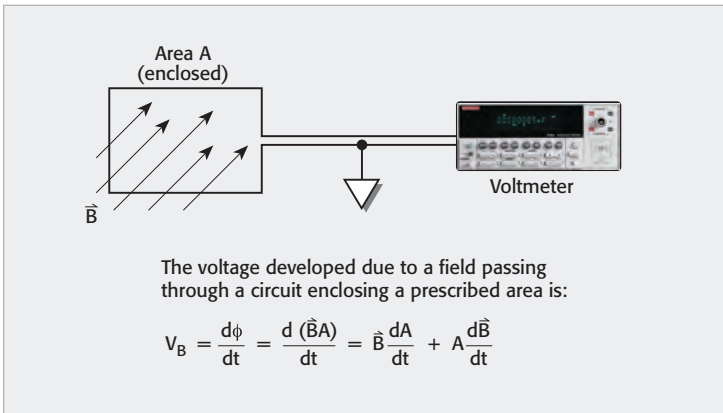 Area A
(enclosed)
B⃗
Voltmeter
The voltage developed due to a field passing
through a circuit enclosing a prescribed area is:
V_B = dϕ/dt = d (B⃗A)/dt = B⃗ dA/dt + A dB⃗/dt